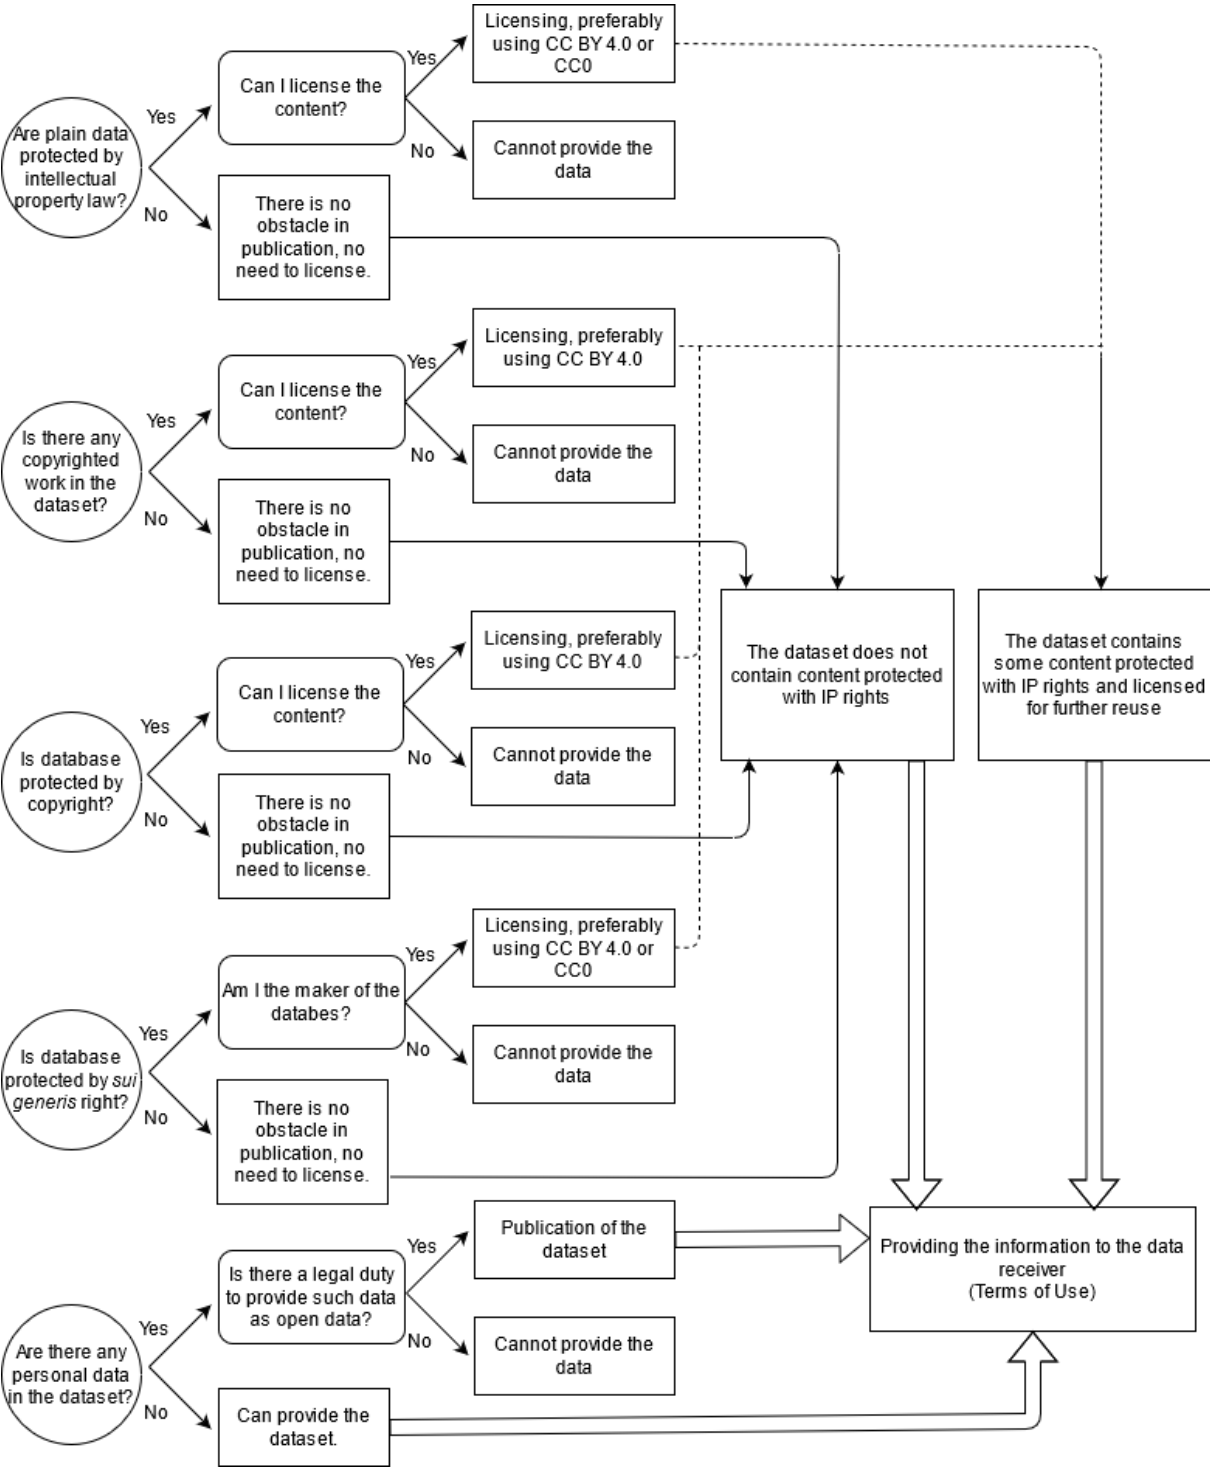 Licensing, preferably
using CC BY 4.0 or
CC0
Yes
Can I license the
content?
Yes
Are plain data
protected by
intellectual
property law?
No
Cannot provide the
data
No
There is no
obstacle in
publication, no
need to license.
Licensing, preferably
using CC BY 4.0
Yes
Can I license the
content?
Yes
Is there any
copyrighted
work in the
dataset?
No
Cannot provide the
data
No
There is no
obstacle in
publication, no
need to license.
The dataset does not
contain content protected
with IP rights
The dataset contains
some content protected
with IP rights and licensed
for further reuse
Licensing, preferably
using CC BY 4.0
Yes
Can I license the
content?
Yes
Is database
protected by
copyright?
No
Cannot provide the
data
No
There is no
obstacle in
publication, no
need to license.
Licensing, preferably
using CC BY 4.0 or
CC0
Yes
Am I the maker of the
databes?
Yes
Is database
protected by sui
generis right?
No
Cannot provide the
data
No
There is no
obstacle in
publication, no
need to license.
Publication of the
dataset
Yes
Is there a legal duty
to provide such data
as open data?
Yes
Are there any
personal data
in the dataset?
No
Cannot provide the
data
No
Can provide the
dataset.
Providing the information to the data
receiver
(Terms of Use)